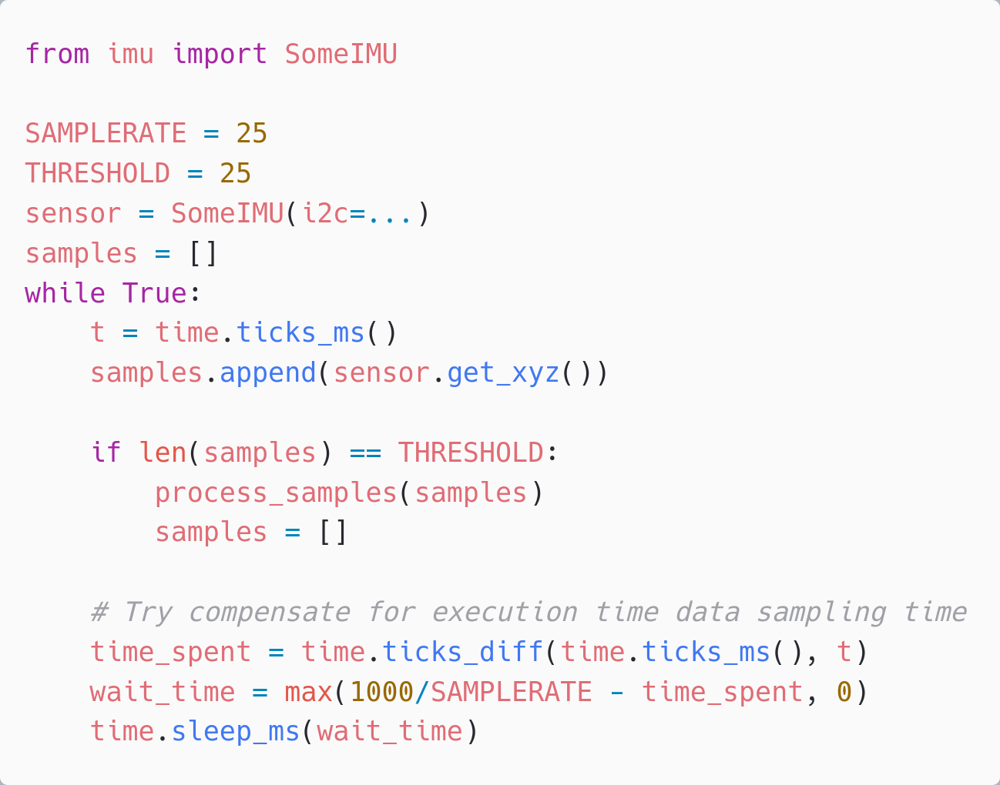 from imu import SomeIMU

SAMPLERATE = 25
THRESHOLD = 25
sensor = SomeIMU(i2c=...)
samples = []
while True:
    t = time.ticks_ms()
    samples.append(sensor.get_xyz())

    if len(samples) == THRESHOLD:
        process_samples(samples)
        samples = []

    # Try compensate for execution time data sampling time
    time_spent = time.ticks_diff(time.ticks_ms(), t)
    wait_time = max(1000/SAMPLERATE - time_spent, 0)
    time.sleep_ms(wait_time)